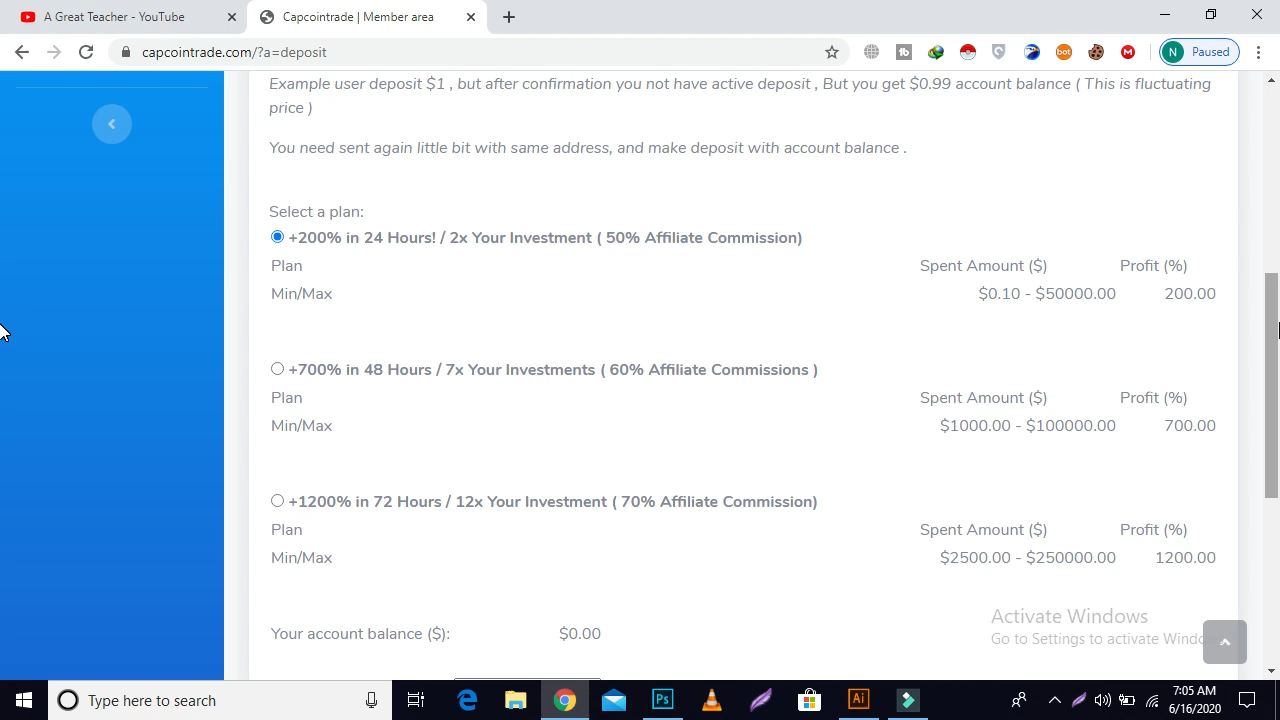 A Great Teacher - YouTube
Capcointrade | Member area
capcointrade.com/?a=deposit
tb
bot
M
N Paused
Example user deposit $1 , but after confirmation you not have active deposit , But you get $0.99 account balance ( This is fluctuating
price )
You need sent again little bit with same address, and make deposit with account balance .
Select a plan:
+200% in 24 Hours! / 2x Your Investment ( 50% Affiliate Commission)
Plan Spent Amount ($) Profit (%)
Min/Max $0.10 - $50000.00 200.00
+700% in 48 Hours / 7x Your Investments ( 60% Affiliate Commissions )
Plan Spent Amount ($) Profit (%)
Min/Max $1000.00 - $100000.00 700.00
+1200% in 72 Hours / 12x Your Investment ( 70% Affiliate Commission)
Plan Spent Amount ($) Profit (%)
Min/Max $2500.00 - $250000.00 1200.00
Activate Windows
Your account balance ($): $0.00
Go to Settings to activate
Type here to search
Ps
Ai
7:05 AM
6/16/2020